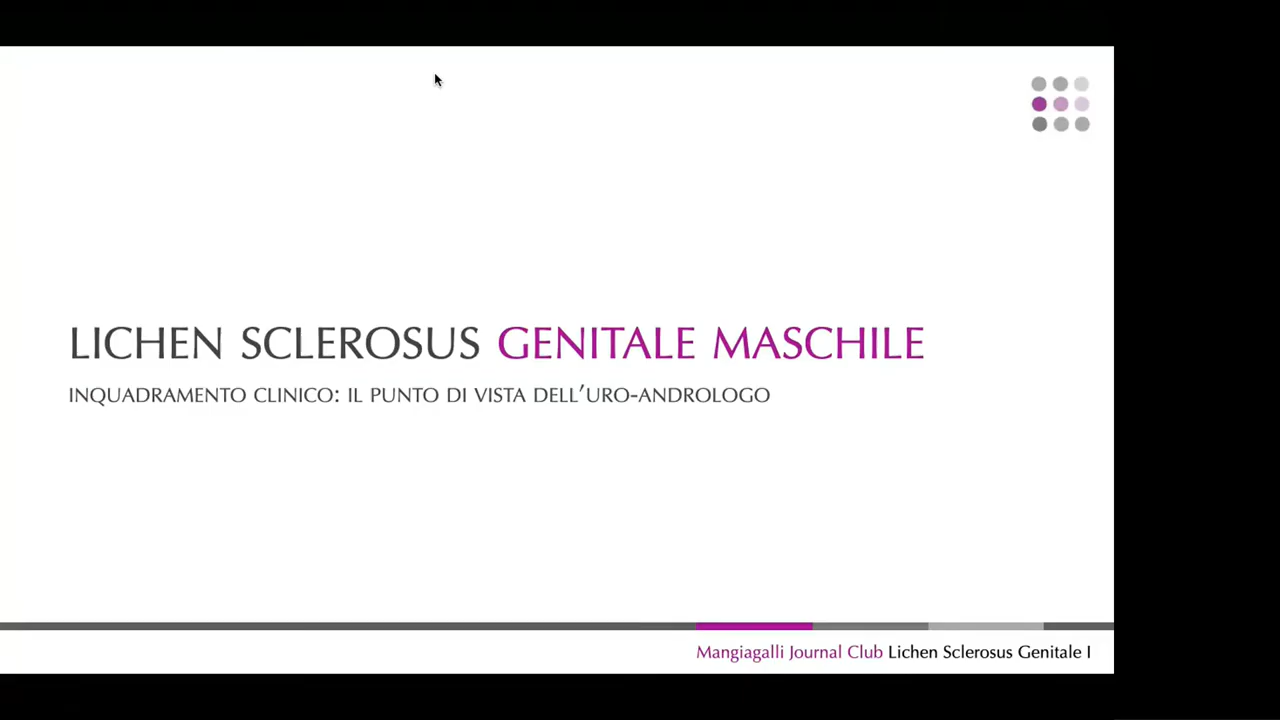 LICHEN SCLEROSUS GENITALE MASCHILE
INQUADRAMENTO CLINICO: IL PUNTO DI VISTA DELL'URO-ANDROLOGO
Mangiagalli Journal Club Lichen Sclerosus Genitale I